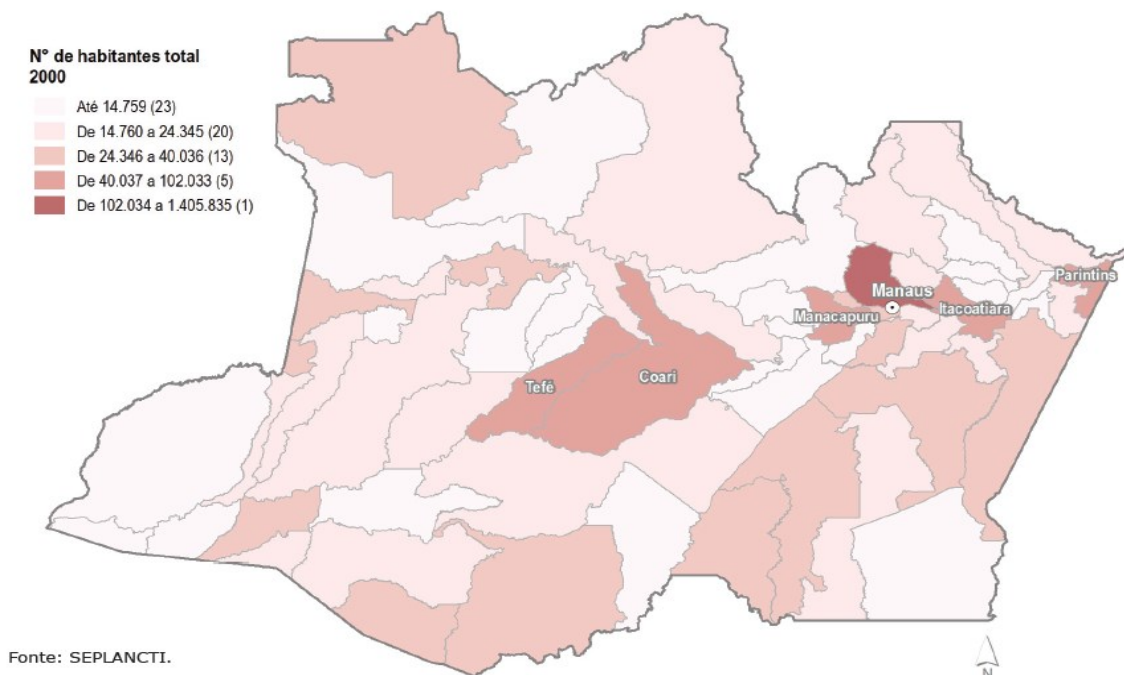 N° de habitantes total
2000
Até 14.759 (23)
De 14.760 a 24.345 (20)
De 24.346 a 40.036 (13)
De 40.037 a 102.033 (5)
De 102.034 a 1.405.835 (1)
Parintins
Manaus
Itacoatiara
Manacapuru
Coari
Tefé
Fonte: SEPLANCTI.
N